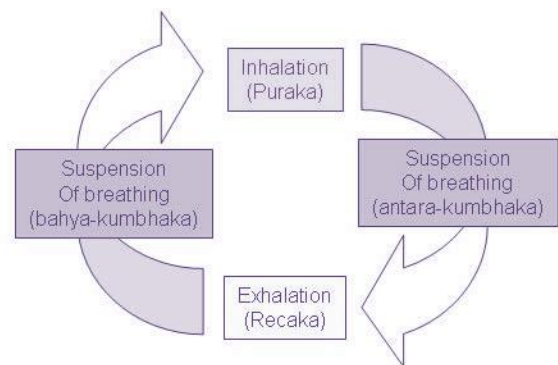 Inhalation
(Puraka)
Suspension
Of breathing
(bahya-kumbhaka)
Suspension
Of breathing
(antara-kumbhaka)
Exhalation
(Recaka)